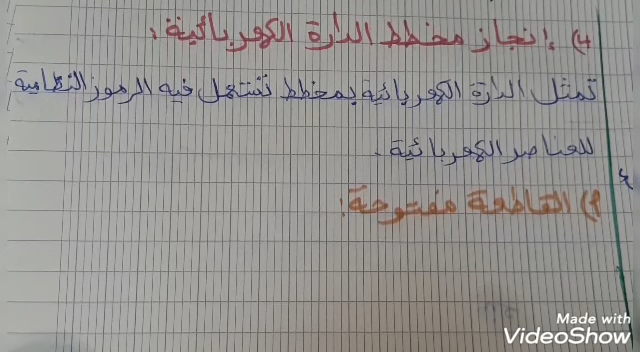 4) إنجاز مخطط الدارة الكهربائية:
تمثل الدارة الكهربائية بمخطط تستعمل فيه الرموز النظامية
للعناصر الكهربائية.
أ) القاطعة مفتوحة:
Made with
VideoShow